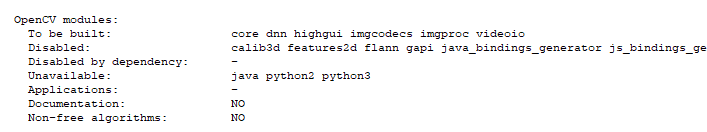 OpenCV modules:
To be built: core dnn highgui imgcodecs imgproc videoio
Disabled: calib3d features2d flann gapi java_bindings_generator js_bindings_ge
Disabled by dependency: -
Unavailable: java python2 python3
Applications: -
Documentation: NO
Non-free algorithms: NO